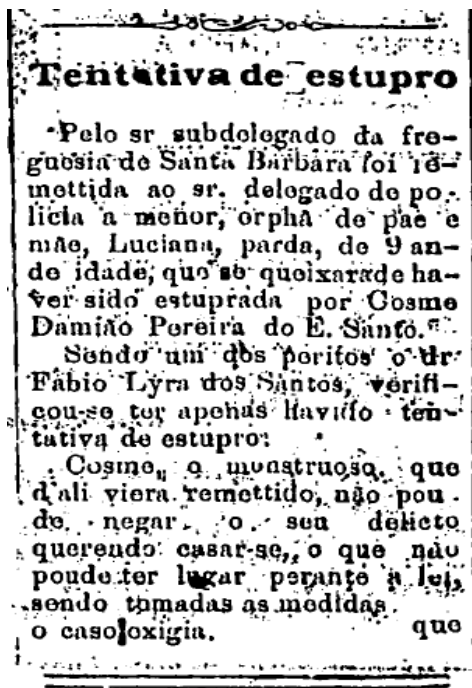 Tentativa de estupro
Pelo sr subdelegado da fre-
guesia de Santa Barbara foi re-
mettida ao sr. delegado de po-
licia a menor, orphã de pae e
mãe, Luciana, parda, de 9 an-
de idade, que se queixara de ha-
ver sido estuprada por Cosme
Damião Pereira do E. Santo.
Sendo um dos peritos o dr
Fabio Lyra dos Santos, verifi-
cou-se ter apenas havido ten-
tativa de estupro.
Cosme, o monstruoso, que
d'ali viera remettido, não pou-
de negar o seu delicto
querendo casar-se, o que não
poude ter lugar perante a lei,
sendo tomadas as medidas
o caso exigia. que